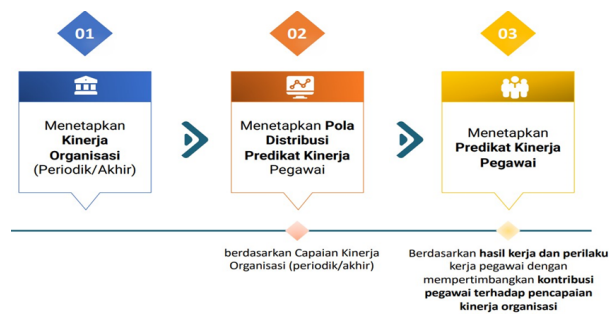 01
Menetapkan
Kinerja
Organisasi
(Periodik/Akhir)
02
Menetapkan Pola
Distribusi
Predikat Kinerja
Pegawai
03
Menetapkan
Predikat Kinerja
Pegawai
berdasarkan Capaian Kinerja
Organisasi (periodik/akhir)
Berdasarkan hasil kerja dan perilaku
kerja pegawai dengan
mempertimbangkan kontribusi
pegawai terhadap pencapaian
kinerja organisasi